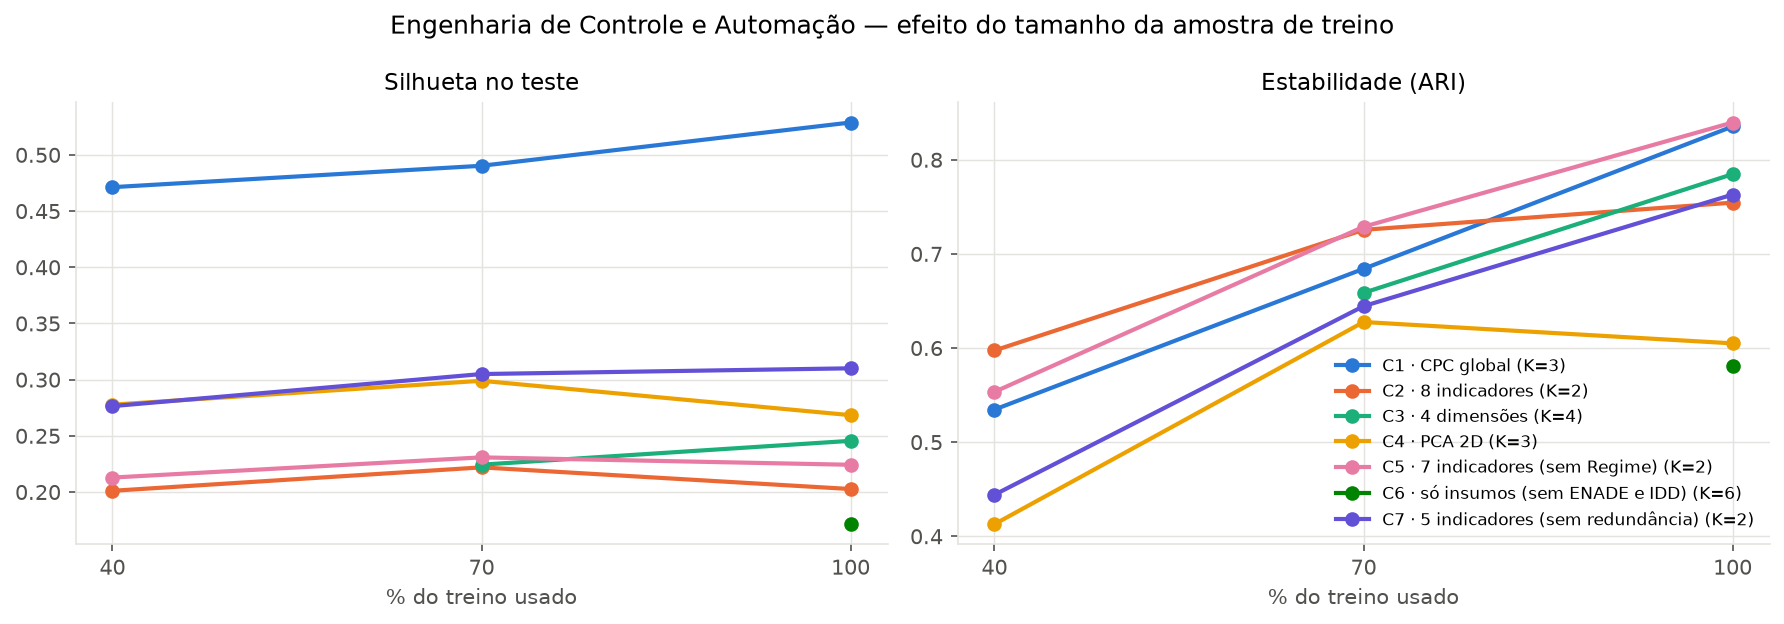 Engenharia de Controle e Automação — efeito do tamanho da amostra de treino
Silhueta no teste
0.50
0.45
0.40
0.35
0.30
0.25
0.20
40
70
100
% do treino usado
Estabilidade (ARI)
0.8
0.7
0.6
0.5
0.4
C1 · CPC global (K=3)
C2 · 8 indicadores (K=2)
C3 · 4 dimensões (K=4)
C4 · PCA 2D (K=3)
C5 · 7 indicadores (sem Regime) (K=2)
C6 · só insumos (sem ENADE e IDD) (K=6)
C7 · 5 indicadores (sem redundância) (K=2)
40
70
100
% do treino usado